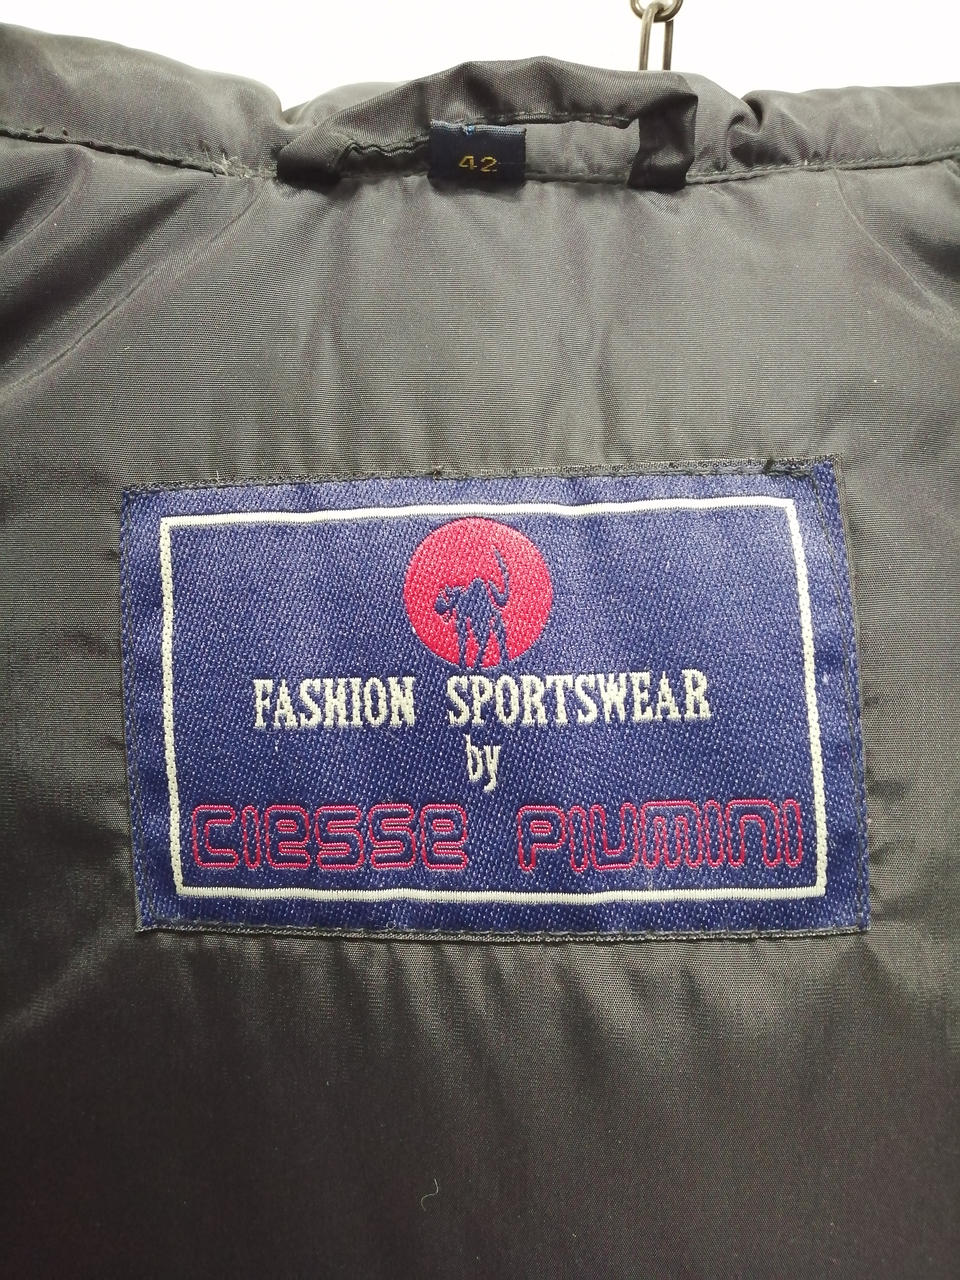 42
FASHION SPORTSWEAR
by
CIESSE PIUMINI